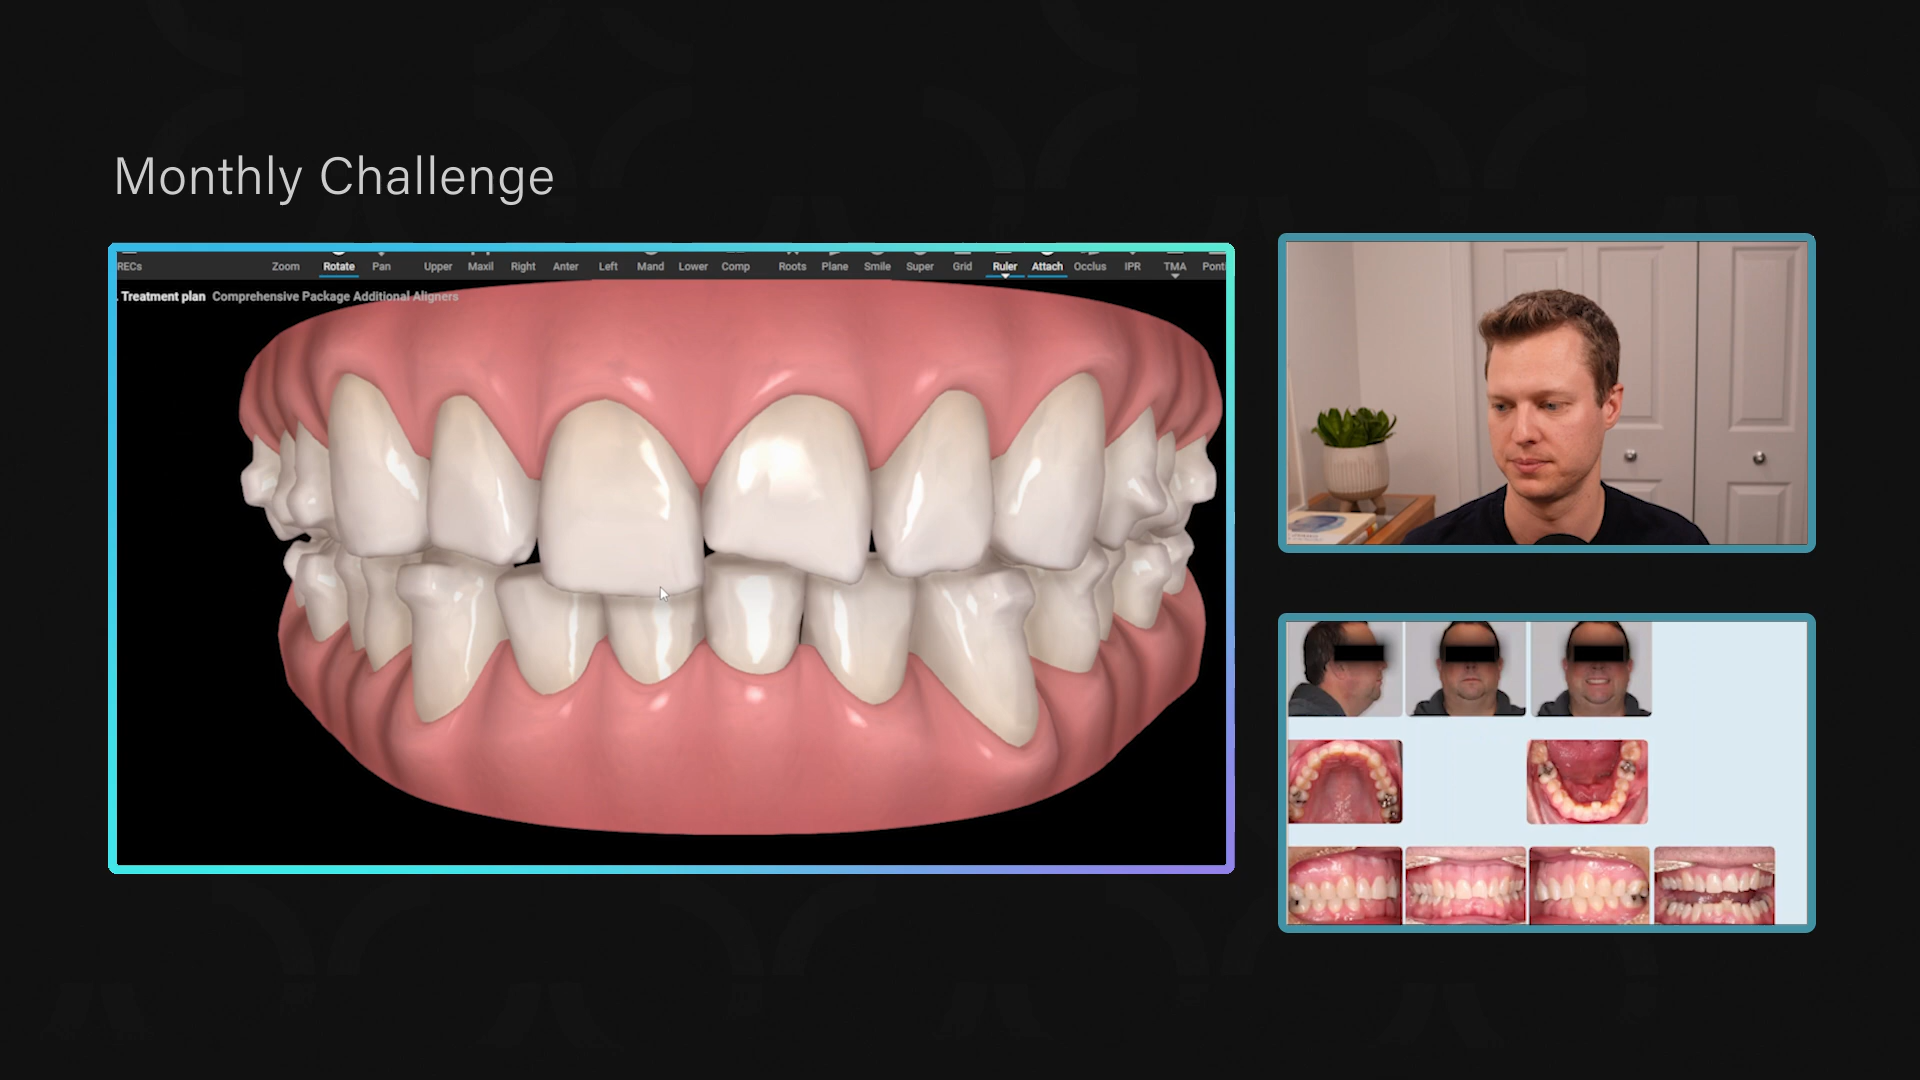 Monthly Challenge
RECs Zoom Rotate Pan Upper Maxil Right Anter Left Mand Lower Comp Roots Plane Smile Super Grid Ruler Attach Occlus IPR TMA Ponti
. Treatment plan Comprehensive Package Additional Aligners